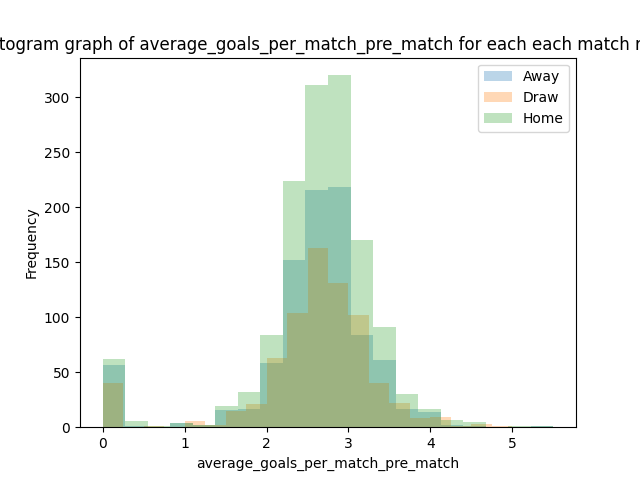 togram graph of average_goals_per_match_pre_match for each each match r
Away
Draw
Home
300
250
200
150
100
50
0
Frequency
0 1 2 3 4 5
average_goals_per_match_pre_match